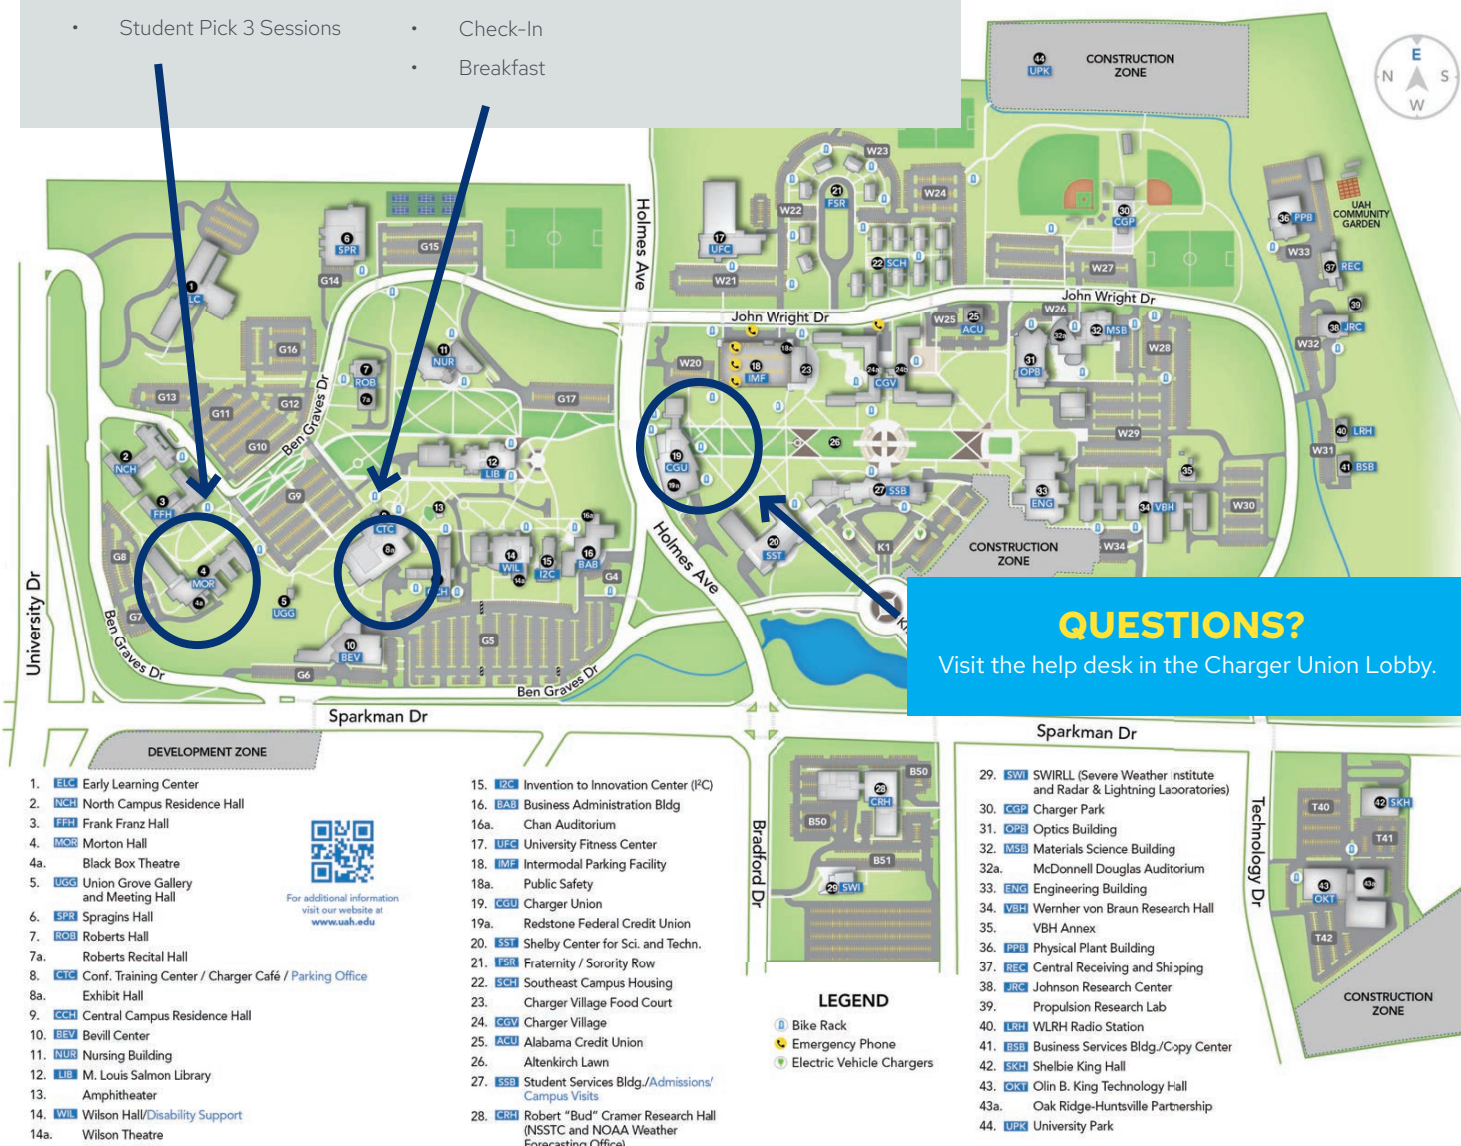 • Student Pick 3 Sessions
• Check-In
• Breakfast
44
UPK
CONSTRUCTION
ZONE
E
N S
W
W23
W22
W24
21
FSR
17
UFC
W21
22 SCH
30
CGP
W27
36 PPB
UAH
COMMUNITY
GARDEN
W33
37 REC
39
38 JRC
W32
6
SPR
G15
G14
Holmes Ave
1
John Wright Dr
John Wright Dr
W20
18a
18
IMF
23
24a
24b
CGV
W25
25
ACU
W26
32a
32 MSB
31
OPB
W28
G16
11
NUR
7
ROB
7a
G13
G12
G11
G10
Ben Graves Dr
G17
19
CGU
19a
26
W29
40 LRH
W31
41 BSB
2
NCH
3
FFH
12
LIB
G9
27 SSB
33
ENG
35
34 VBH
W30
CTC
8a
13
16a
14
WIL
14a
15
I2C
16
BAB
G4
20
SST
K1
CONSTRUCTION
ZONE
W34
G8
4
MOR
4a
G7
5
UGG
Holmes Ave
University Dr
Ben Graves Dr
10
BEV
G6
G5
Ben Graves Dr
QUESTIONS?
Visit the help desk in the Charger Union Lobby.
Sparkman Dr
Sparkman Dr
DEVELOPMENT ZONE
1. ELC Early Learning Center
2. NCH North Campus Residence Hall
3. FFH Frank Franz Hall
4. MOR Morton Hall
4a. Black Box Theatre
5. UGG Union Grove Gallery
and Meeting Hall
6. SPR Spragins Hall
7. ROB Roberts Hall
7a. Roberts Recital Hall
8. CTC Conf. Training Center / Charger Café / Parking Office
8a. Exhibit Hall
9. CCH Central Campus Residence Hall
10. BEV Bevill Center
11. NUR Nursing Building
12. LIB M. Louis Salmon Library
13. Amphitheater
14. WIL Wilson Hall/Disability Support
14a. Wilson Theatre
For additional information
visit our website at
www.uah.edu
15. I2C Invention to Innovation Center (I²C)
16. BAB Business Administration Bldg
16a. Chan Auditorium
17. UFC University Fitness Center
18. IMF Intermodal Parking Facility
18a. Public Safety
19. CGU Charger Union
19a. Redstone Federal Credit Union
20. SST Shelby Center for Sci. and Techn.
21. FSR Fraternity / Sorority Row
22. SCH Southeast Campus Housing
23. Charger Village Food Court
24. CGV Charger Village
25. ACU Alabama Credit Union
26. Altenkirch Lawn
27. SSB Student Services Bldg./Admissions/
Campus Visits
28. CRH Robert "Bud" Cramer Research Hall
(NSSTC and NOAA Weather
Forecasting Office)
Bradford Dr
B50
28
CRH
B50
B51
29 SWI
LEGEND
Bike Rack
Emergency Phone
Electric Vehicle Chargers
29. SWI SWIRLL (Severe Weather Institute
and Radar & Lightning Laboratories)
30. CGP Charger Park
31. OPB Optics Building
32. MSB Materials Science Building
32a. McDonnell Douglas Auditorium
33. ENG Engineering Building
34. VBH Wernher von Braun Research Hall
35. VBH Annex
36. PPB Physical Plant Building
37. REC Central Receiving and Shipping
38. JRC Johnson Research Center
39. Propulsion Research Lab
40. LRH WLRH Radio Station
41. BSB Business Services Bldg./Copy Center
42. SKH Shelbie King Hall
43. OKT Olin B. King Technology Hall
43a. Oak Ridge-Huntsville Partnership
44. UPK University Park
Technology Dr
T40
42 SKH
T41
43
OKT
43a
T42
CONSTRUCTION
ZONE